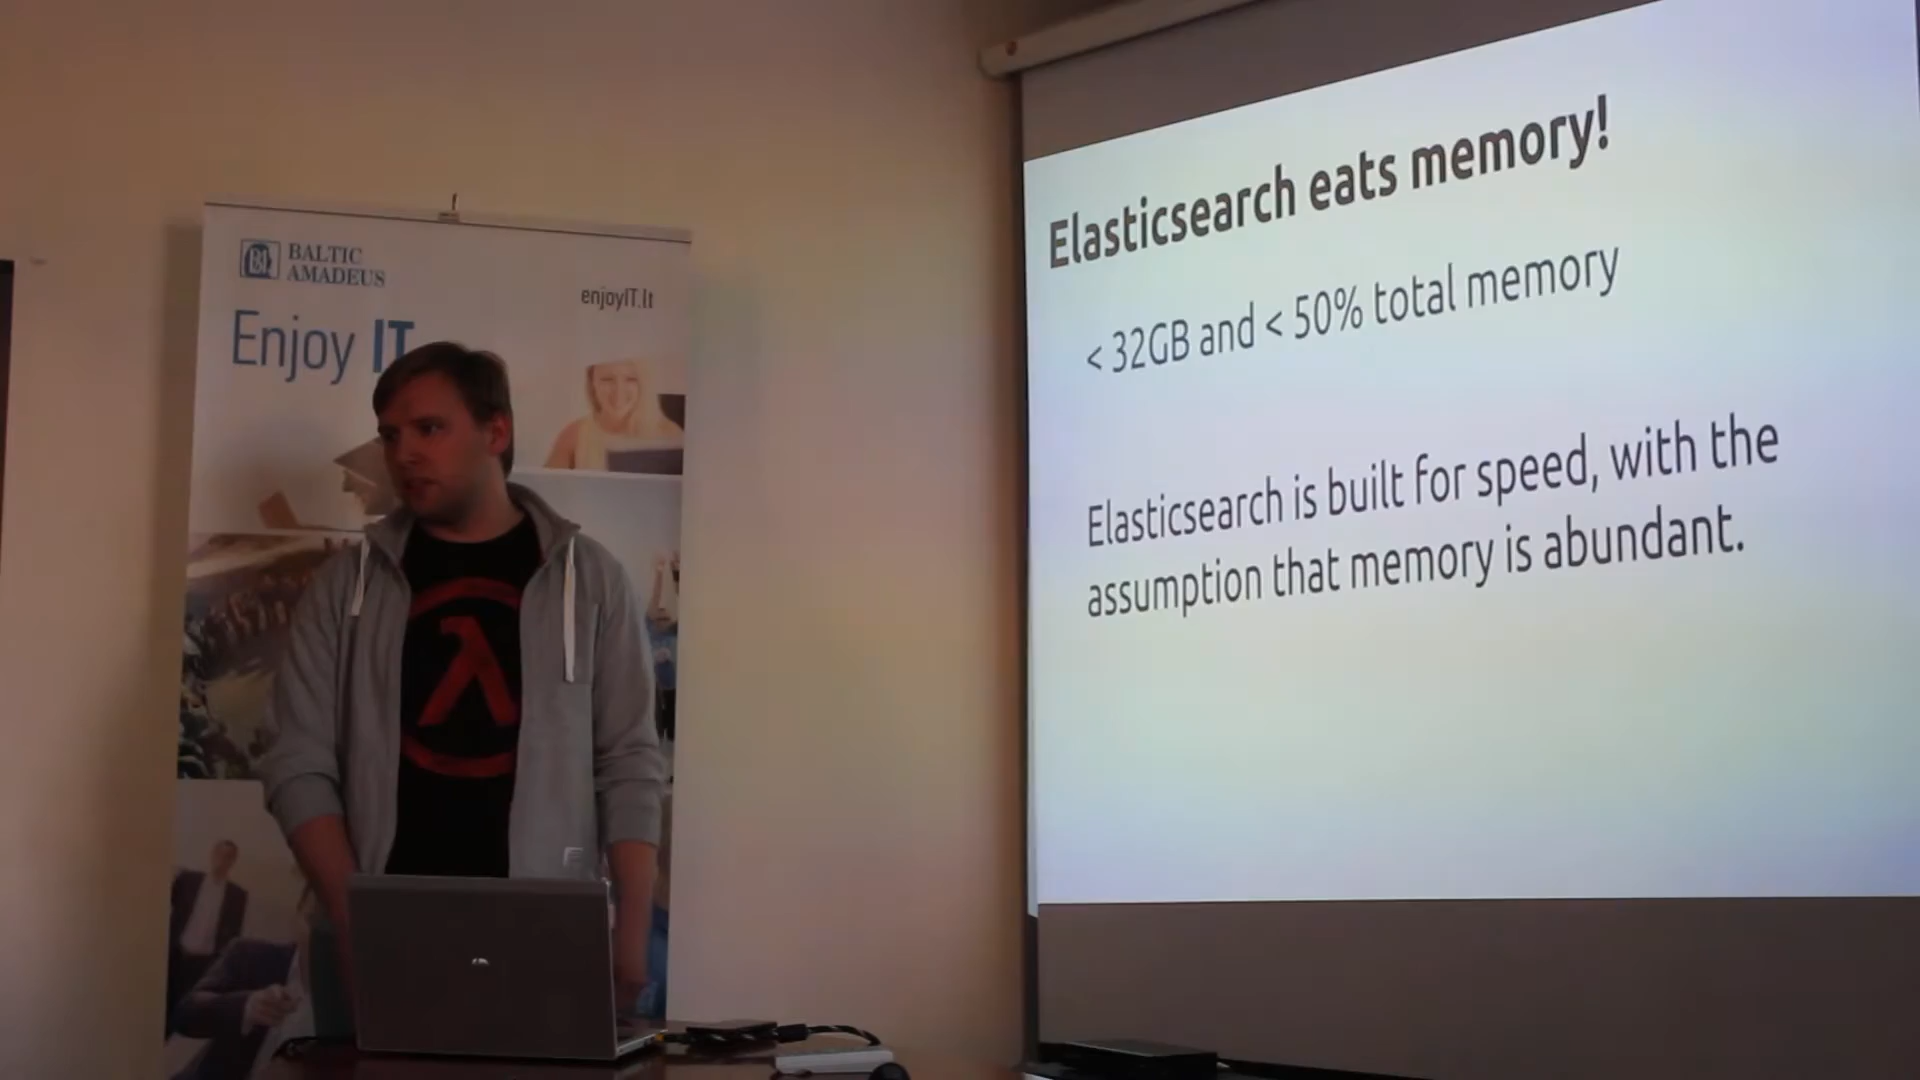 BALTIC
AMADEUS
enjoyIT.lt
Enjoy IT
Elasticsearch eats memory!
< 32GB and < 50% total memory
Elasticsearch is built for speed, with the
assumption that memory is abundant.
λ
hp